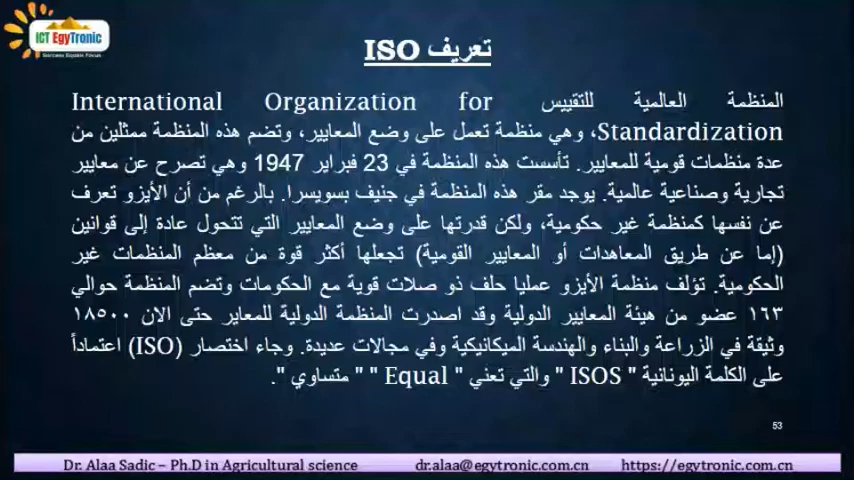 ICT EgyTronic
Success Enabler Forum
تعريف ISO
المنظمة العالمية للتقييس International Organization for
Standardization، وهي منظمة تعمل على وضع المعايير، وتضم هذه المنظمة ممثلين من
عدة منظمات قومية للمعايير. تأسست هذه المنظمة في 23 فبراير 1947 وهي تصرح عن معايير
تجارية وصناعية عالمية. يوجد مقر هذه المنظمة في جنيف بسويسرا. بالرغم من أن الأيزو تعرف
عن نفسها كمنظمة غير حكومية، ولكن قدرتها على وضع المعايير التي تتحول عادة إلى قوانين
(إما عن طريق المعاهدات أو المعايير القومية) تجعلها أكثر قوة من معظم المنظمات غير
الحكومية. تؤلف منظمة الأيزو عمليا حلف ذو صلات قوية مع الحكومات وتضم المنظمة حوالي
١٦٣ عضو من هيئة المعايير الدولية وقد اصدرت المنظمة الدولية للمعاير حتى الان ١٨٥٠٠
وثيقة في الزراعة والبناء والهندسة الميكانيكية وفي مجالات عديدة. وجاء اختصار (ISO) اعتماداً
على الكلمة اليونانية " ISOS " والتي تعني " Equal " " متساوي ".
53
Dr. Alaa Sadic – Ph.D in Agricultural science dr.alaa@egytronic.com.cn https://egytronic.com.cn